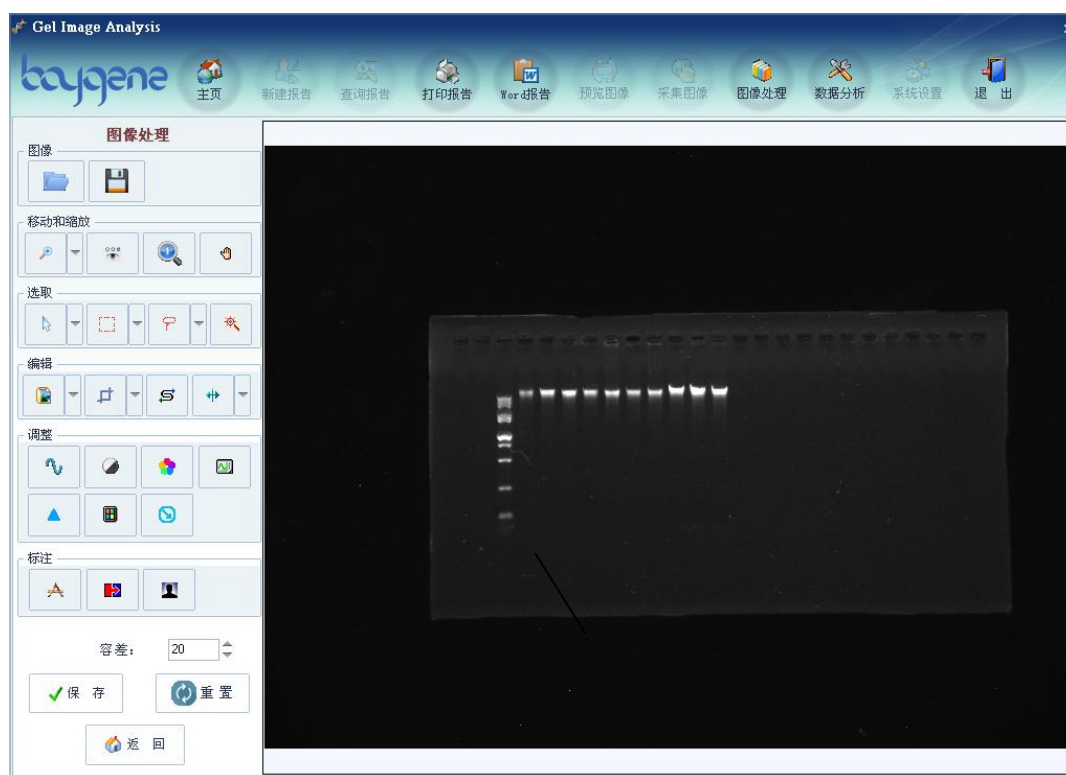 Gel Image Analysis
baygene
主页
新建报告
查询报告
打印报告
Word报告
预览图像
采集图像
图像处理
数据分析
系统设置
退 出
图像处理
图像
移动和缩放
选取
编辑
调整
标注
容差: 20
保 存
重 置
返 回